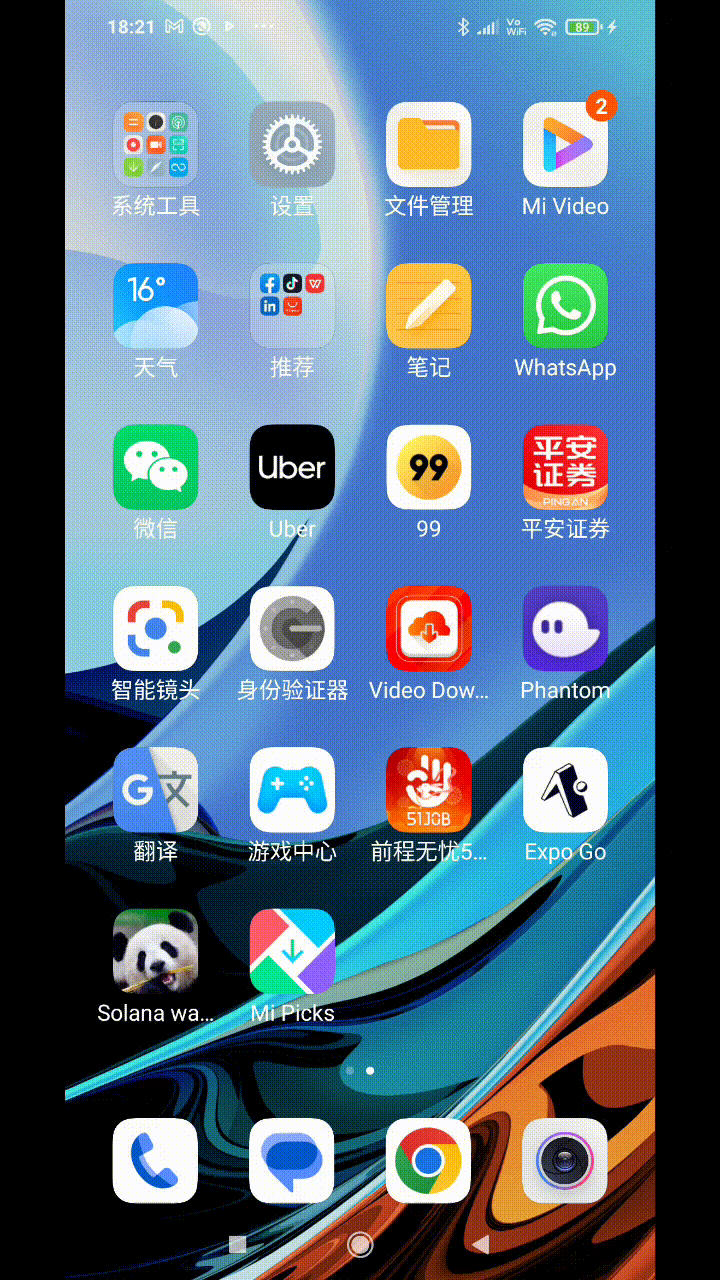 18:21
Vo
WiFi
89
2
系统工具
设置
文件管理
Mi Video
16°
天气
推荐
笔记
WhatsApp
Uber
99
平安
证券
PINGAN
微信
Uber
99
平安证券
智能镜头
身份验证器
Video Dow...
Phantom
G文
51JOB
翻译
游戏中心
前程无忧5...
Expo Go
Solana wa...
Mi Picks